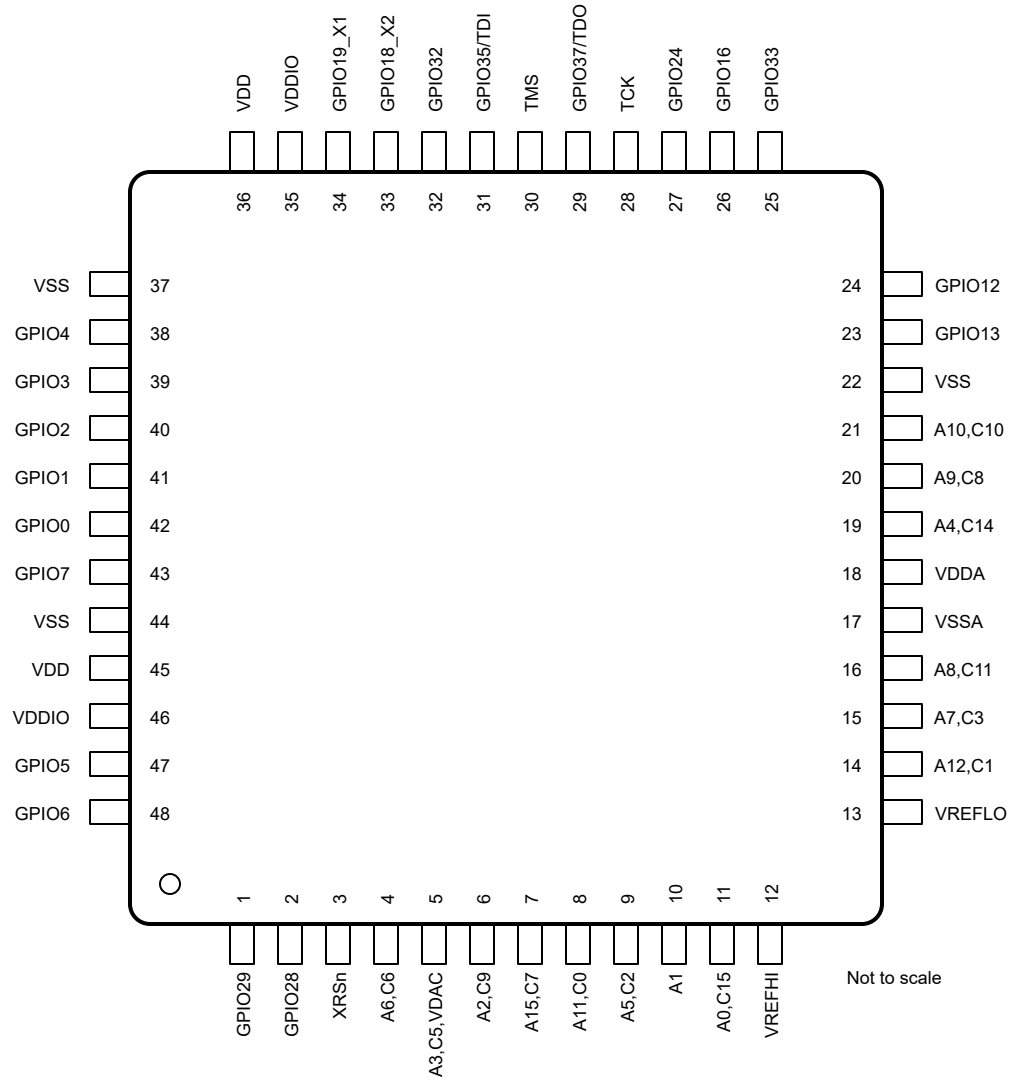 VDD
VDDIO
GPIO19_X1
GPIO18_X2
GPIO32
GPIO35/TDI
TMS
GPIO37/TDO
TCK
GPIO24
GPIO16
GPIO33
36
35
34
33
32
31
30
29
28
27
26
25
VSS 37
GPIO4 38
GPIO3 39
GPIO2 40
GPIO1 41
GPIO0 42
GPIO7 43
VSS 44
VDD 45
VDDIO 46
GPIO5 47
GPIO6 48
24 GPIO12
23 GPIO13
22 VSS
21 A10,C10
20 A9,C8
19 A4,C14
18 VDDA
17 VSSA
16 A8,C11
15 A7,C3
14 A12,C1
13 VREFLO
1
2
3
4
5
6
7
8
9
10
11
12
GPIO29
GPIO28
XRSn
A6,C6
A3,C5,VDAC
A2,C9
A15,C7
A11,C0
A5,C2
A1
A0,C15
VREFHI
Not to scale